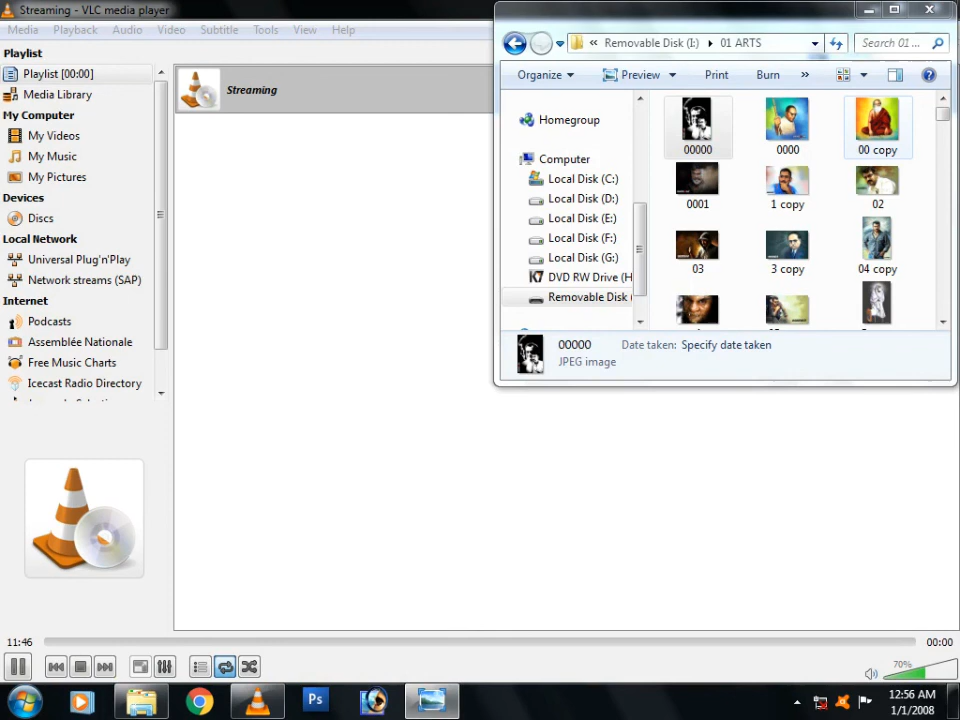 Streaming - VLC media player
Media Playback Audio Video Subtitle Tools View Help
Playlist
Playlist [00:00]
Media Library
My Computer
My Videos
My Music
My Pictures
Devices
Discs
Local Network
Universal Plug'n'Play
Network streams (SAP)
Internet
Podcasts
Assemblée Nationale
Free Music Charts
Icecast Radio Directory
Streaming
« Removable Disk (I:) 01 ARTS
Search 01 ...
Organize Preview Print Burn »
Homegroup
Computer
Local Disk (C:)
Local Disk (D:)
Local Disk (E:)
Local Disk (F:)
Local Disk (G:)
K7 DVD RW Drive (H
Removable Disk (
00000 0000 00 copy
0001 1 copy 02
03 3 copy 04 copy
00000 Date taken: Specify date taken
JPEG image
11:46 00:00
70%
Ps
12:56 AM
1/1/2008